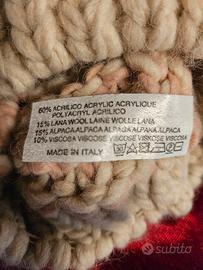 60% ACRILICO ACRYLIC ACRYLIQUE
POLYACRYL ACRILICO
15% LANA WOOL LAINE WOLLE LANA
15% ALPACA ALPACA ALPACA ALPAKA ALPACA
10% VISCOSA VISCOSE VISCOSE VISKOSE VISCOSA
MADE IN ITALY
subito